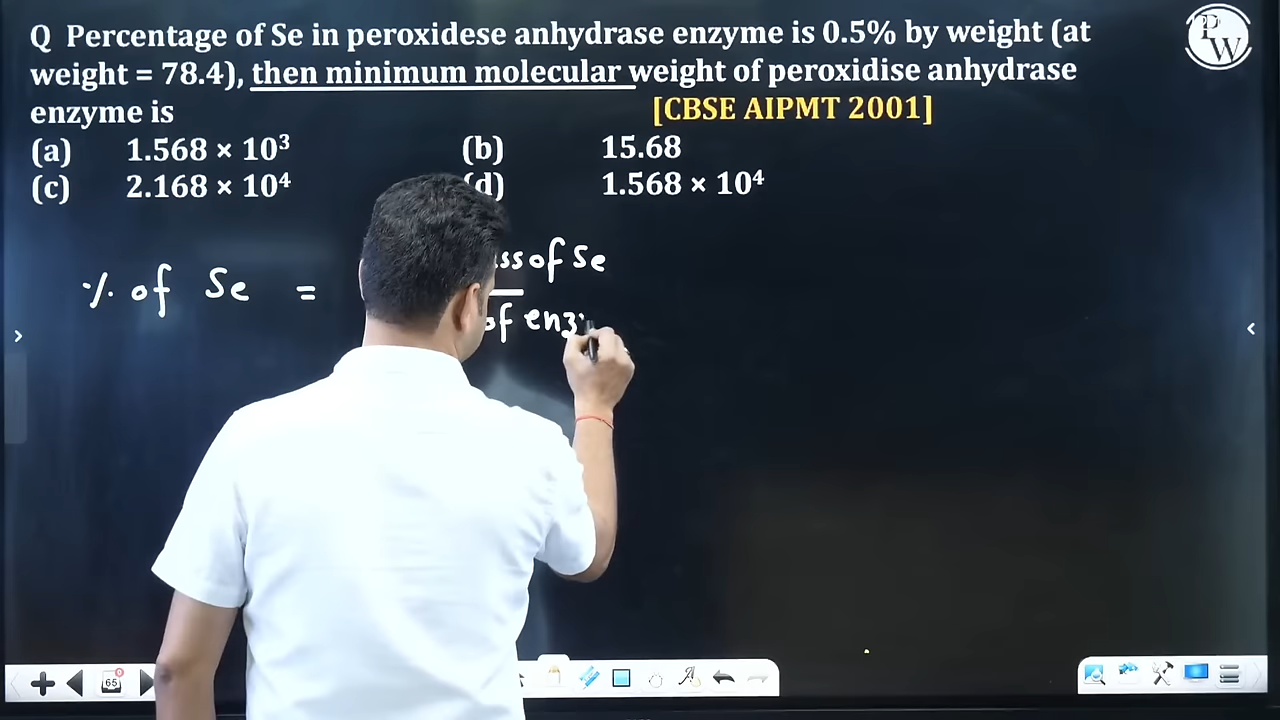 Q Percentage of Se in peroxidese anhydrase enzyme is 0.5% by weight (at
weight = 78.4), then minimum molecular weight of peroxidise anhydrase
enzyme is [CBSE AIPMT 2001]
(a) 1.568 × 10³ (b) 15.68
(c) 2.168 × 10⁴ (d) 1.568 × 10⁴
% of Se = of Se
of
65
PW